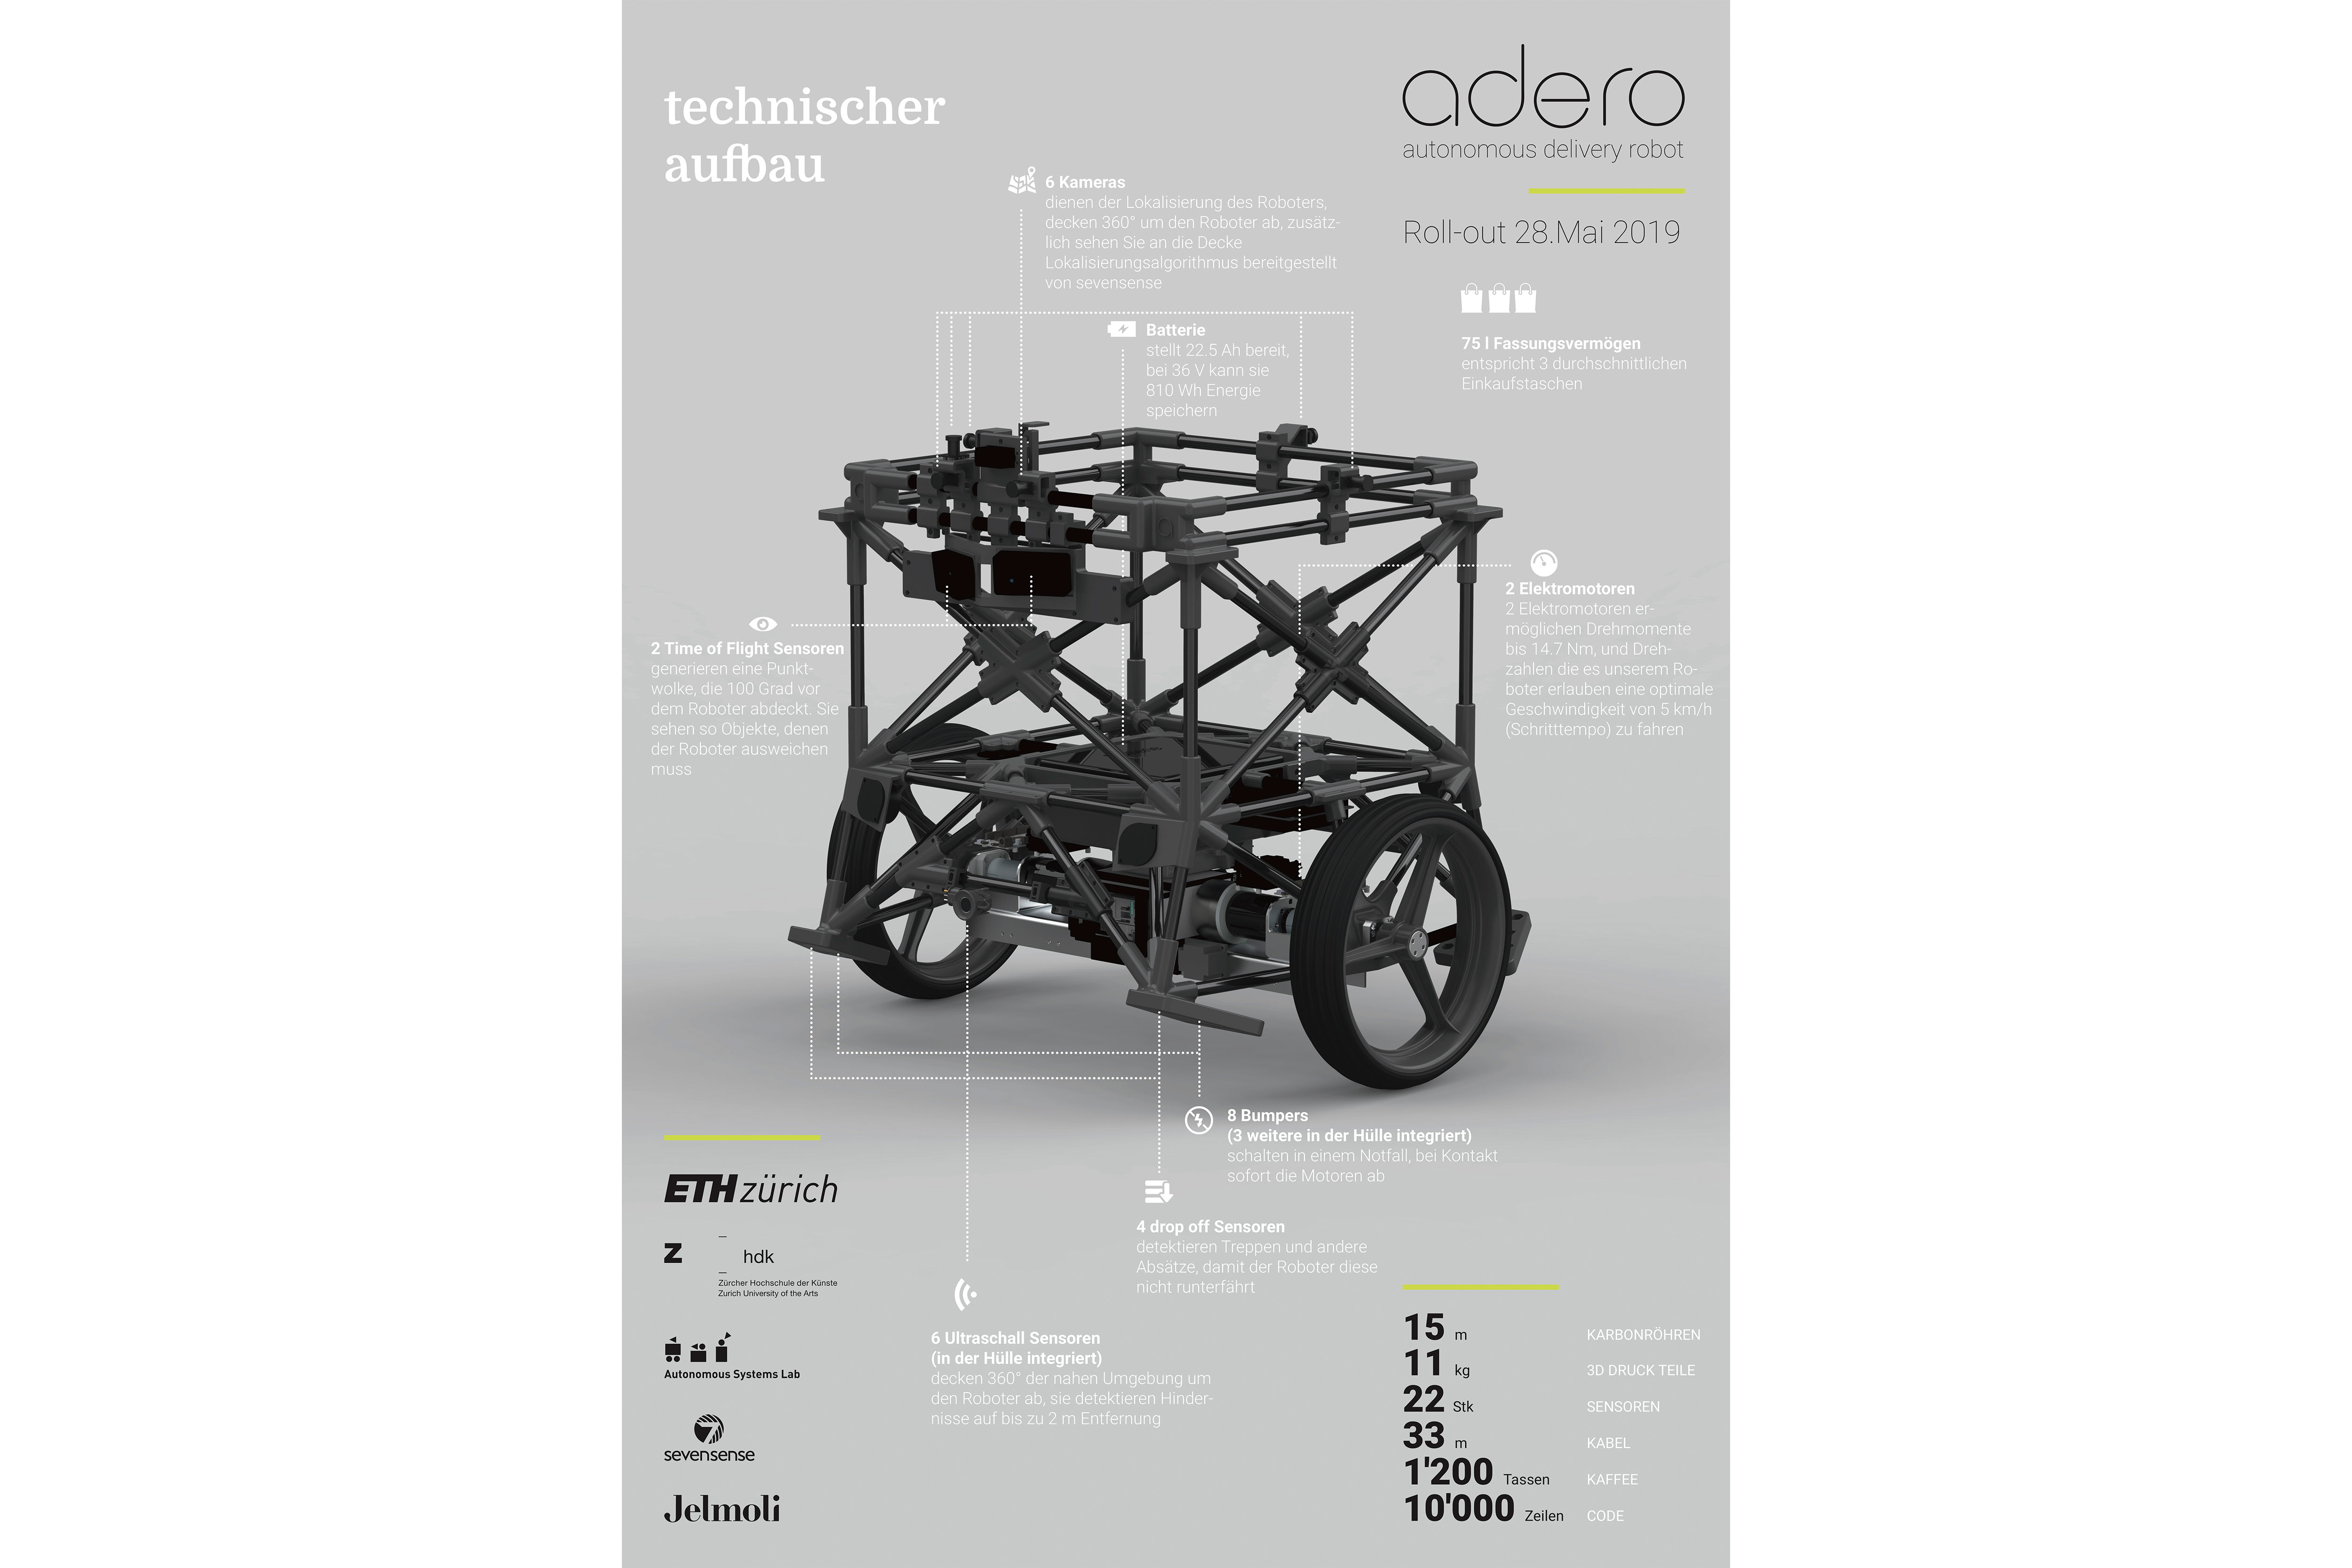 technischer
aufbau
adero
autonomous delivery robot
Roll-out 28.Mai 2019
6 Kameras
dienen der Lokalisierung des Roboters,
decken 360° um den Roboter ab, zusätz-
lich sehen Sie an die Decke
Lokalisierungsalgorithmus bereitgestellt
von sevensense
Batterie
stellt 22.5 Ah bereit,
bei 36 V kann sie
810 Wh Energie
speichern
75 l Fassungsvermögen
entspricht 3 durchschnittlichen
Einkaufstaschen
2 Time of Flight Sensoren
generieren eine Punkt-
wolke, die 100 Grad vor
dem Roboter abdeckt. Sie
sehen so Objekte, denen
der Roboter ausweichen
muss
2 Elektromotoren
2 Elektromotoren er-
möglichen Drehmomente
bis 14.7 Nm, und Dreh-
zahlen die es unserem Ro-
boter erlauben eine optimale
Geschwindigkeit von 5 km/h
(Schritttempo) zu fahren
8 Bumpers
(3 weitere in der Hülle integriert)
schalten in einem Notfall, bei Kontakt
sofort die Motoren ab
4 drop off Sensoren
detektieren Treppen und andere
Absätze, damit der Roboter diese
nicht runterfährt
6 Ultraschall Sensoren
(in der Hülle integriert)
decken 360° der nahen Umgebung um
den Roboter ab, sie detektieren Hinder-
nisse auf bis zu 2 m Entfernung
ETH zürich
z hdk
Zürcher Hochschule der Künste
Zurich University of the Arts
Autonomous Systems Lab
sevensense
Jelmoli
15 m KARBONRÖHREN
11 kg 3D DRUCK TEILE
22 Stk SENSOREN
33 m KABEL
1'200 Tassen KAFFEE
10'000 Zeilen CODE